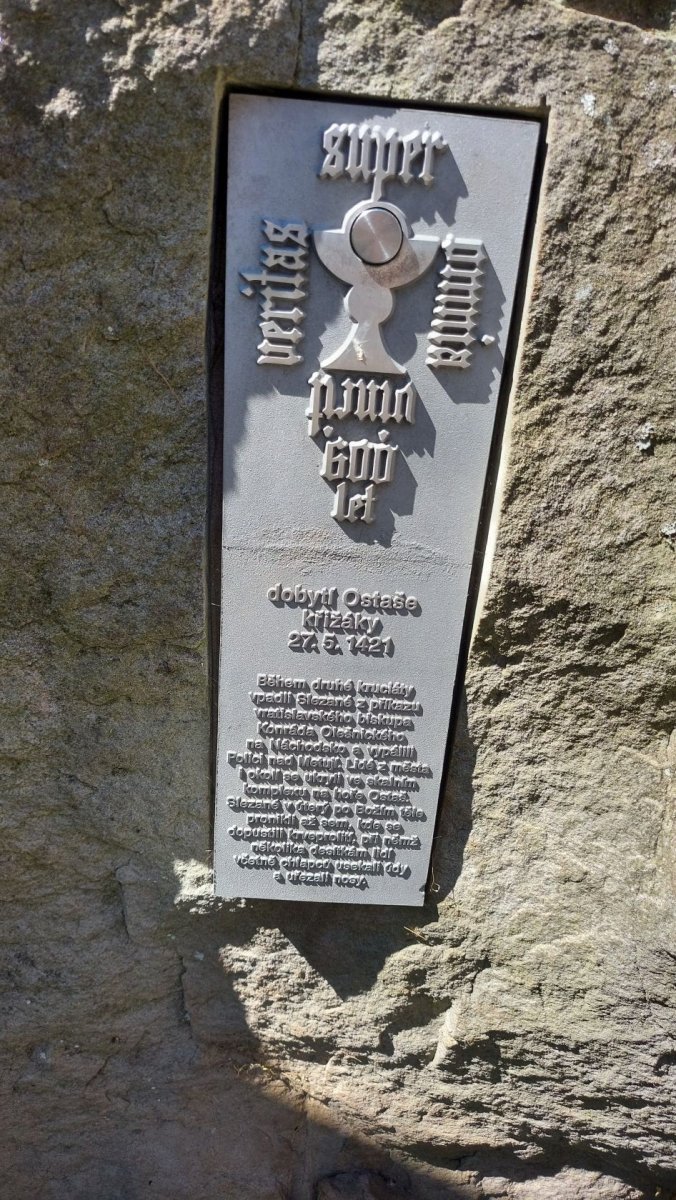 super
veritas
omnia
vincit
600
let
dobytí Ostaše
křižáky
27. 5. 1421
Během druhé kruciáty
vpadli Slezané z příkazu
vratislavského biskupa
Konráda Olešnického
na Náchodsko a vypálili
Polici nad Metují. Lidé z města
i okolí se ukryli ve skalním
komplexu na hoře Ostaš.
Slezané v úterý po Božím těle
pronikli až sem, kde se
dopustili krveprolití, při němž
několika desítkám lidí
včetně chlapců usekali údy
a uřezali nosy.